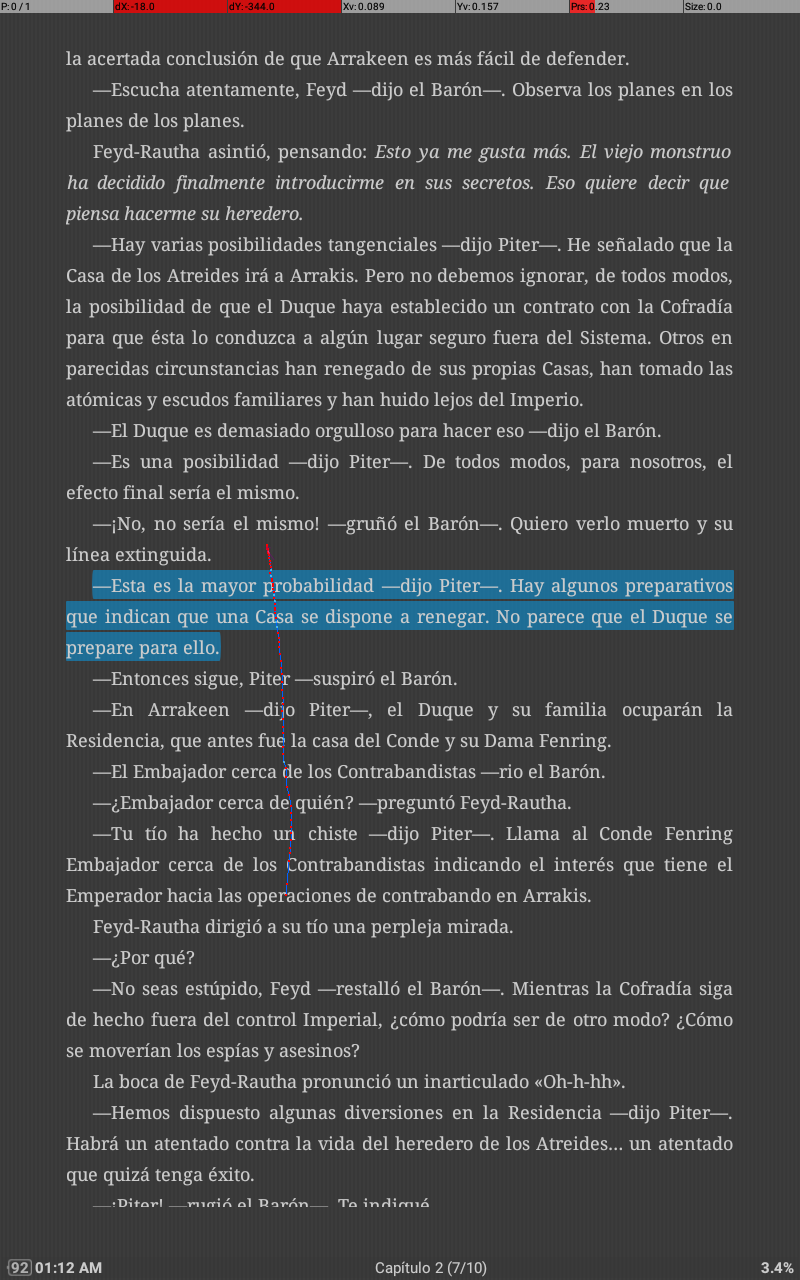 P: 0 / 1 dX: -18.0 dY: -344.0 Xv: 0.089 Yv: 0.157 Prs: 0.23 Size: 0.0
la acertada conclusión de que Arrakeen es más fácil de defender.
—Escucha atentamente, Feyd —dijo el Barón—. Observa los planes en los
planes de los planes.
Feyd-Rautha asintió, pensando: Esto ya me gusta más. El viejo monstruo
ha decidido finalmente introducirme en sus secretos. Eso quiere decir que
piensa hacerme su heredero.
—Hay varias posibilidades tangenciales —dijo Piter—. He señalado que la
Casa de los Atreides irá a Arrakis. Pero no debemos ignorar, de todos modos,
la posibilidad de que el Duque haya establecido un contrato con la Cofradía
para que ésta lo conduzca a algún lugar seguro fuera del Sistema. Otros en
parecidas circunstancias han renegado de sus propias Casas, han tomado las
atómicas y escudos familiares y han huido lejos del Imperio.
—El Duque es demasiado orgulloso para hacer eso —dijo el Barón.
—Es una posibilidad —dijo Piter—. De todos modos, para nosotros, el
efecto final sería el mismo.
—¡No, no sería el mismo! —gruñó el Barón—. Quiero verlo muerto y su
línea extinguida.
—Esta es la mayor probabilidad —dijo Piter—. Hay algunos preparativos
que indican que una Casa se dispone a renegar. No parece que el Duque se
prepare para ello.
—Entonces sigue, Piter —suspiró el Barón.
—En Arrakeen —dijo Piter—, el Duque y su familia ocuparán la
Residencia, que antes fue la casa del Conde y su Dama Fenring.
—El Embajador cerca de los Contrabandistas —rio el Barón.
—¿Embajador cerca de quién? —preguntó Feyd-Rautha.
—Tu tío ha hecho un chiste —dijo Piter—. Llama al Conde Fenring
Embajador cerca de los Contrabandistas indicando el interés que tiene el
Emperador hacia las operaciones de contrabando en Arrakis.
Feyd-Rautha dirigió a su tío una perpleja mirada.
—¿Por qué?
—No seas estúpido, Feyd —restalló el Barón—. Mientras la Cofradía siga
de hecho fuera del control Imperial, ¿cómo podría ser de otro modo? ¿Cómo
se moverían los espías y asesinos?
La boca de Feyd-Rautha pronunció un inarticulado «Oh-h-hh».
—Hemos dispuesto algunas diversiones en la Residencia —dijo Piter—.
Habrá un atentado contra la vida del heredero de los Atreides... un atentado
que quizá tenga éxito.
—¡Piter! —rugió el Barón—. Te indiqué
92 01:12 AM Capítulo 2 (7/10) 3.4%